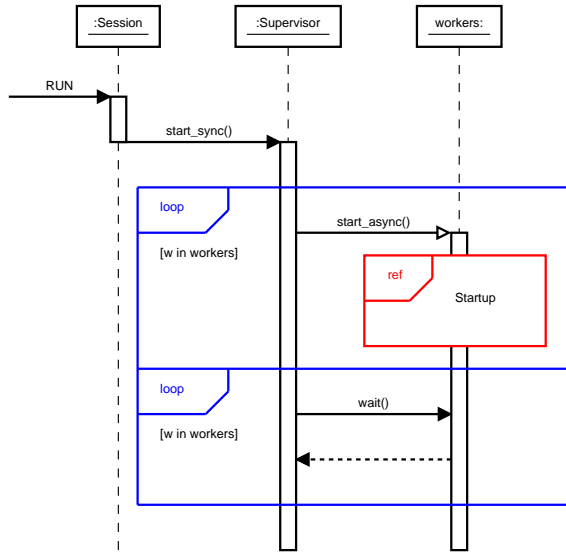 :Session
:Supervisor
workers:
RUN
start_sync()
loop
start_async()
[w in workers]
ref
Startup
loop
wait()
[w in workers]